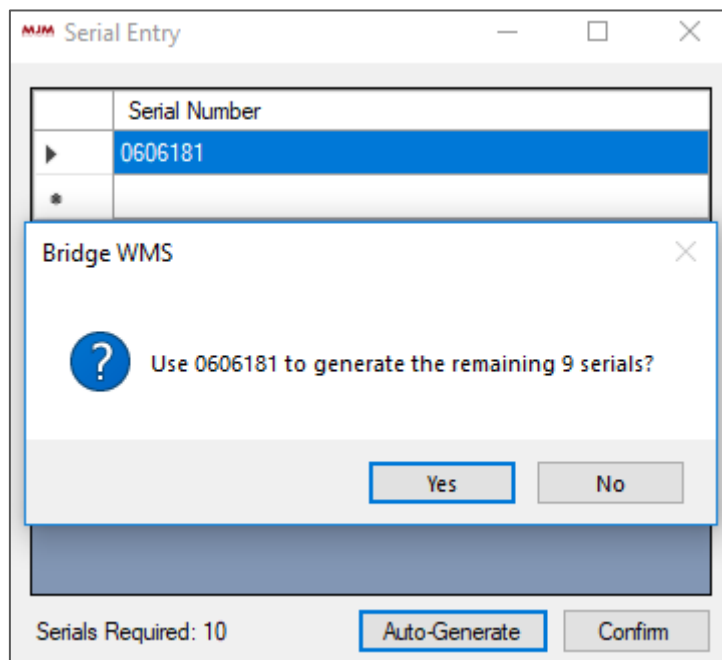 MJM Serial Entry
Serial Number
0606181
Bridge WMS
Use 0606181 to generate the remaining 9 serials?
Yes No
Serials Required: 10 Auto-Generate Confirm